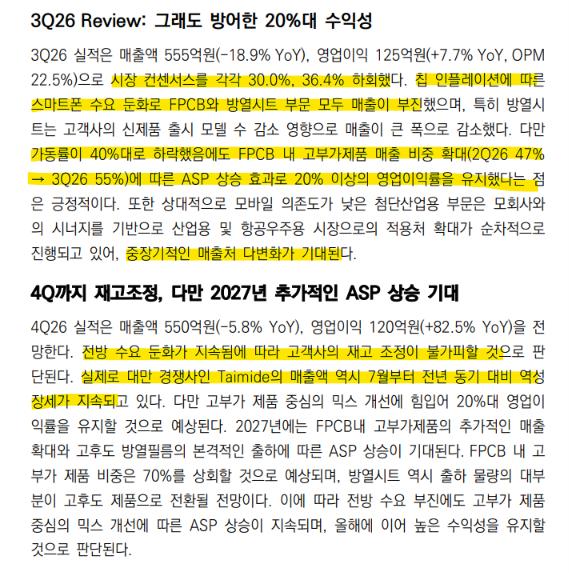 3Q26 Review: 그래도 방어한 20%대 수익성
3Q26 실적은 매출액 555억원(-18.9% YoY), 영업이익 125억원(+7.7% YoY, OPM
22.5%)으로 시장 컨센서스를 각각 30.0%, 36.4% 하회했다. 칩 인플레이션에 따른
스마트폰 수요 둔화로 FPCB와 방열시트 부문 모두 매출이 부진했으며, 특히 방열시
트는 고객사의 신제품 출시 모델 수 감소 영향으로 매출이 큰 폭으로 감소했다. 다만
가동률이 40%대로 하락했음에도 FPCB 내 고부가제품 매출 비중 확대(2Q26 47%
→ 3Q26 55%)에 따른 ASP 상승 효과로 20% 이상의 영업이익률을 유지했다는 점
은 긍정적이다. 또한 상대적으로 모바일 의존도가 낮은 첨단산업용 부문은 모회사와
의 시너지를 기반으로 산업용 및 항공우주용 시장으로의 적용처 확대가 순차적으로
진행되고 있어, 중장기적인 매출처 다변화가 기대된다.
4Q까지 재고조정, 다만 2027년 추가적인 ASP 상승 기대
4Q26 실적은 매출액 550억원(-5.8% YoY), 영업이익 120억원(+82.5% YoY)을 전
망한다. 전방 수요 둔화가 지속됨에 따라 고객사의 재고 조정이 불가피할 것으로 판
단된다. 실제로 대만 경쟁사인 Taimide의 매출액 역시 7월부터 전년 동기 대비 역성
장세가 지속되고 있다. 다만 고부가 제품 중심의 믹스 개선에 힘입어 20%대 영업이
익률을 유지할 것으로 예상된다. 2027년에는 FPCB내 고부가제품의 추가적인 매출
확대와 고후도 방열필름의 본격적인 출하에 따른 ASP 상승이 기대된다. FPCB 내 고
부가 제품 비중은 70%를 상회할 것으로 예상되며, 방열시트 역시 출하 물량의 대부
분이 고후도 제품으로 전환될 전망이다. 이에 따라 전방 수요 부진에도 고부가 제품
중심의 믹스 개선에 따른 ASP 상승이 지속되며, 올해에 이어 높은 수익성을 유지할
것으로 판단된다.